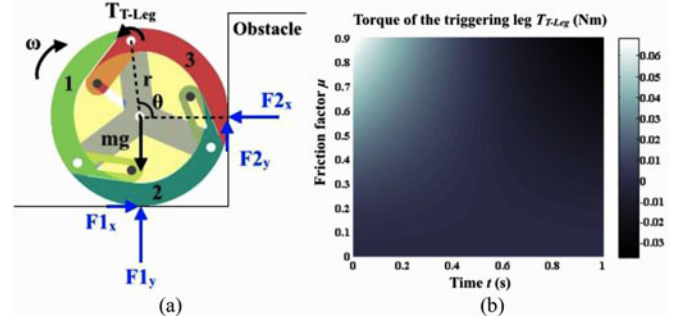 T_T-Leg
Obstacle
ω
1
3
r
θ
F2ₓ
mg
F2_y
2
F1ₓ
F1_y
(a)
Torque of the triggering leg T_T-Leg (Nm)
Friction factor μ
0.9
0.8
0.7
0.6
0.5
0.4
0.3
0.2
0.1
0
0
0.2
0.4
0.6
0.8
1
Time t (s)
0.06
0.05
0.04
0.03
0.02
0.01
0
-0.01
-0.02
-0.03
(b)